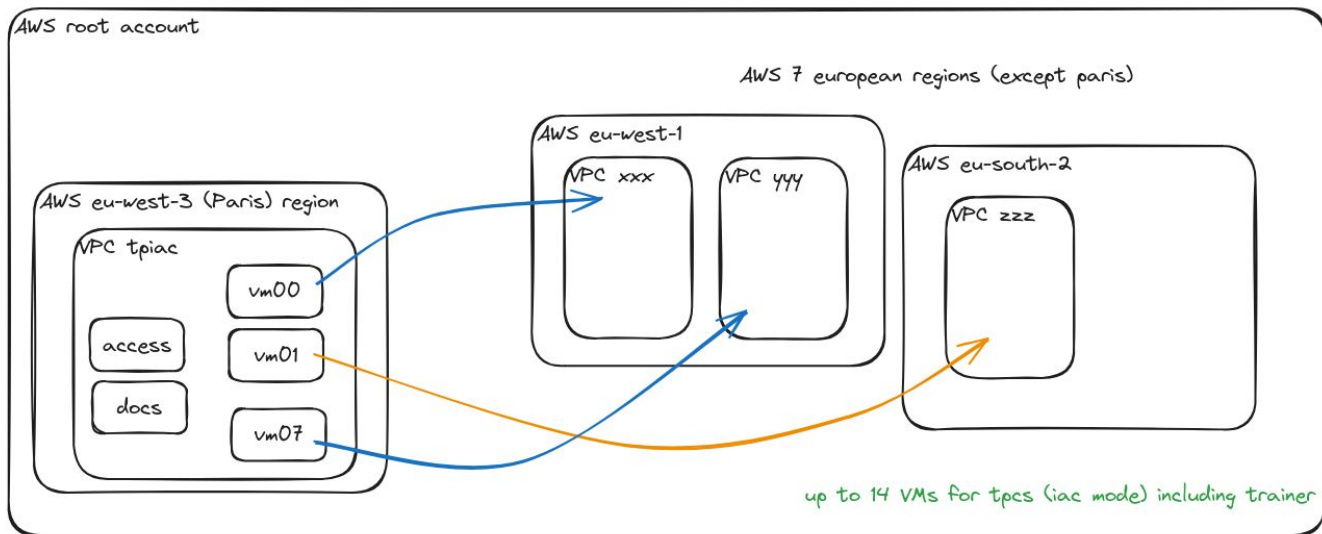 AWS root account
AWS 7 european regions (except paris)
AWS eu-west-1
VPC xxx
VPC yyy
AWS eu-south-2
VPC zzz
AWS eu-west-3 (Paris) region
VPC tpiac
vm00
access
vm01
docs
vm07
up to 14 VMs for tpcs (iac mode) including trainer